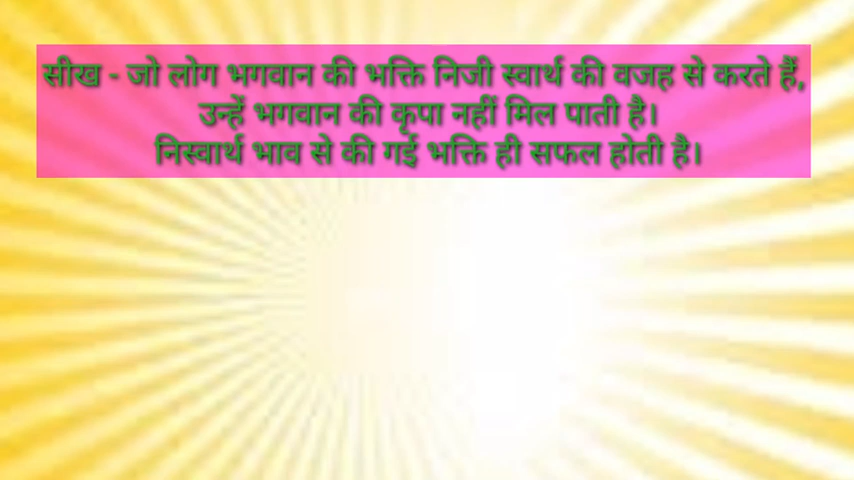 सीख - जो लोग भगवान की भक्ति निजी स्वार्थ की वजह से करते हैं,
उन्हें भगवान की कृपा नहीं मिल पाती है।
निस्वार्थ भाव से की गई भक्ति ही सफल होती है।